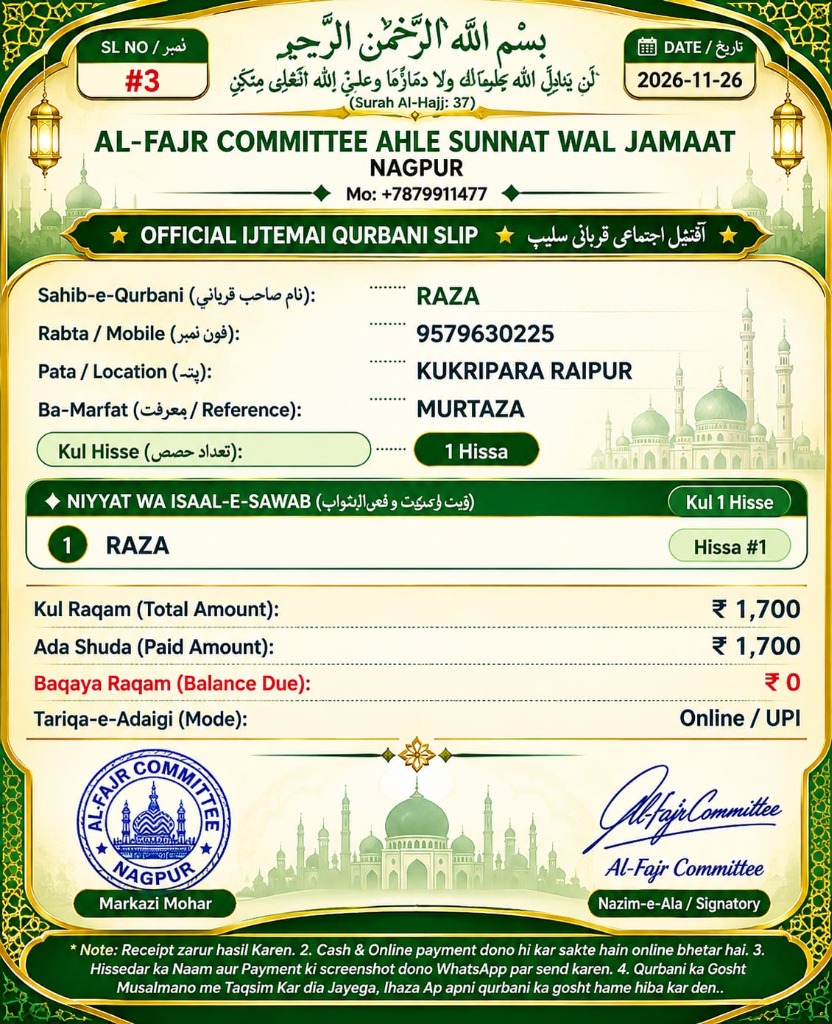 SL NO / نمبر
#3
بسْم اللّٰه الرَّحْمٰن الرَّحِيم
DATE / تاریخ
2026-11-26
(Surah Al-Hajj: 37)
AL-FAJR COMMITTEE AHLE SUNNAT WAL JAMAAT
NAGPUR
Mo: +7879911477
OFFICIAL IJTEMAI QURBANI SLIP اجتماعی قربانی سلیپ
Sahib-e-Qurbani (نام صاحب قربانی): RAZA
Rabta / Mobile (فون نمبر): 9579630225
Pata / Location (پتہ): KUKRIPARA RAIPUR
Ba-Marfat (معرفت / Reference): MURTAZA
Kul Hisse (تعداد حصص): 1 Hissa
NIYYAT WA ISAAL-E-SAWAB Kul 1 Hisse
1 RAZA Hissa #1
Kul Raqam (Total Amount): ₹ 1,700
Ada Shuda (Paid Amount): ₹ 1,700
Baqaya Raqam (Balance Due): ₹ 0
Tariqa-e-Adaigi (Mode): Online / UPI
AL-FAJR COMMITTEE
NAGPUR
Markazi Mohar
Al-Fajr Committee
Al-Fajr Committee
Nazim-e-Ala / Signatory
* Note: Receipt zarur hasil Karen. 2. Cash & Online payment dono hi kar sakte hain online bhetar hai. 3.
Hissedar ka Naam aur Payment ki screenshot dono WhatsApp par send karen. 4. Qurbani ka Gosht
Musalmano me Taqsim Kar dia Jayega, lhaza Ap apni qurbani ka gosht hame hiba kar den..